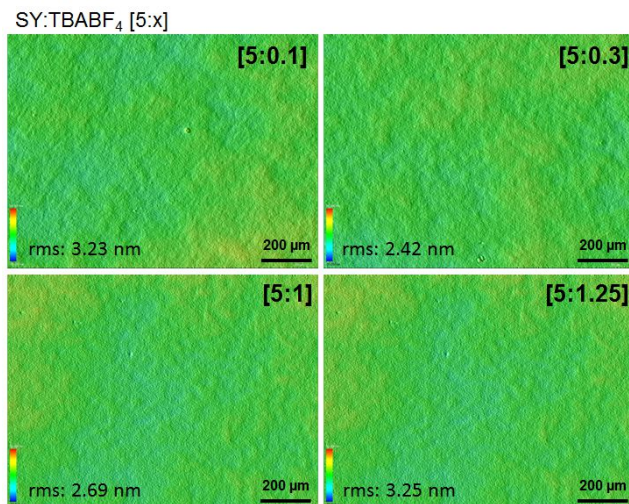 SY:TBABF₄ [5:x]
[5:0.1]
rms: 3.23 nm
200 µm
[5:0.3]
rms: 2.42 nm
200 µm
[5:1]
rms: 2.69 nm
200 µm
[5:1.25]
rms: 3.25 nm
200 µm